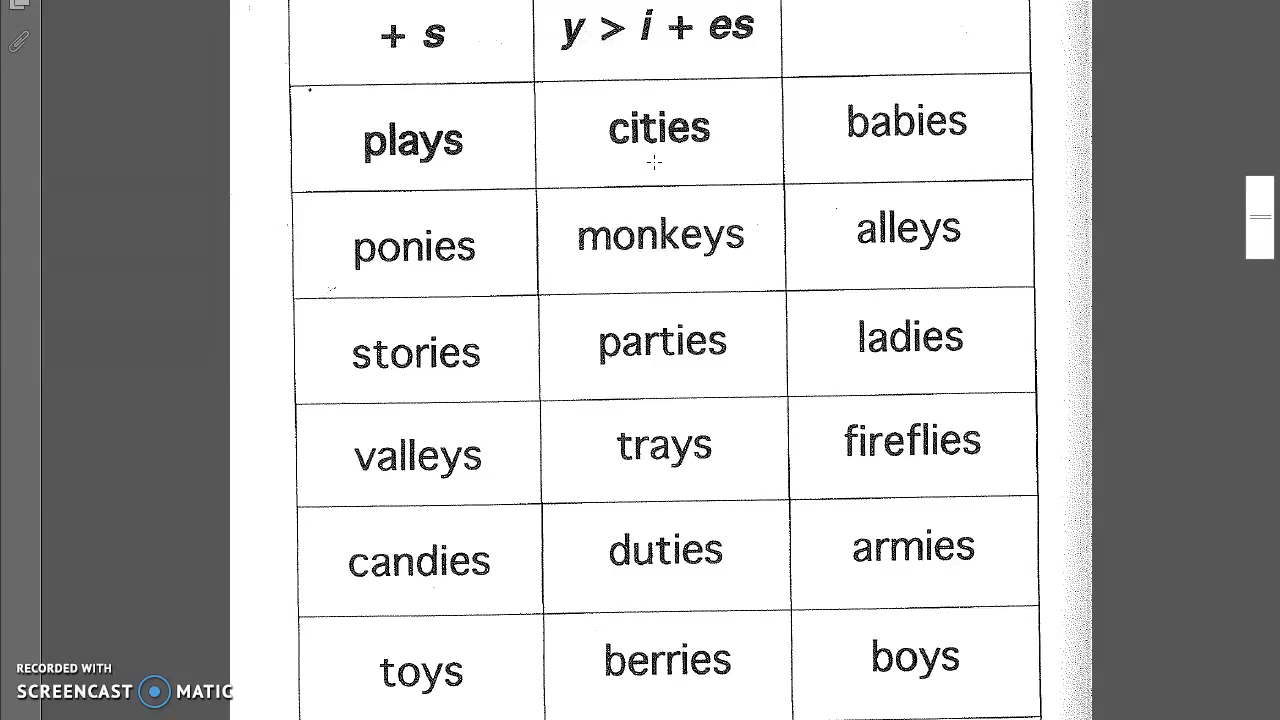 + s y > i + es
plays cities babies
ponies monkeys alleys
stories parties ladies
valleys trays fireflies
candies duties armies
toys berries boys
RECORDED WITH
SCREENCAST MATIC